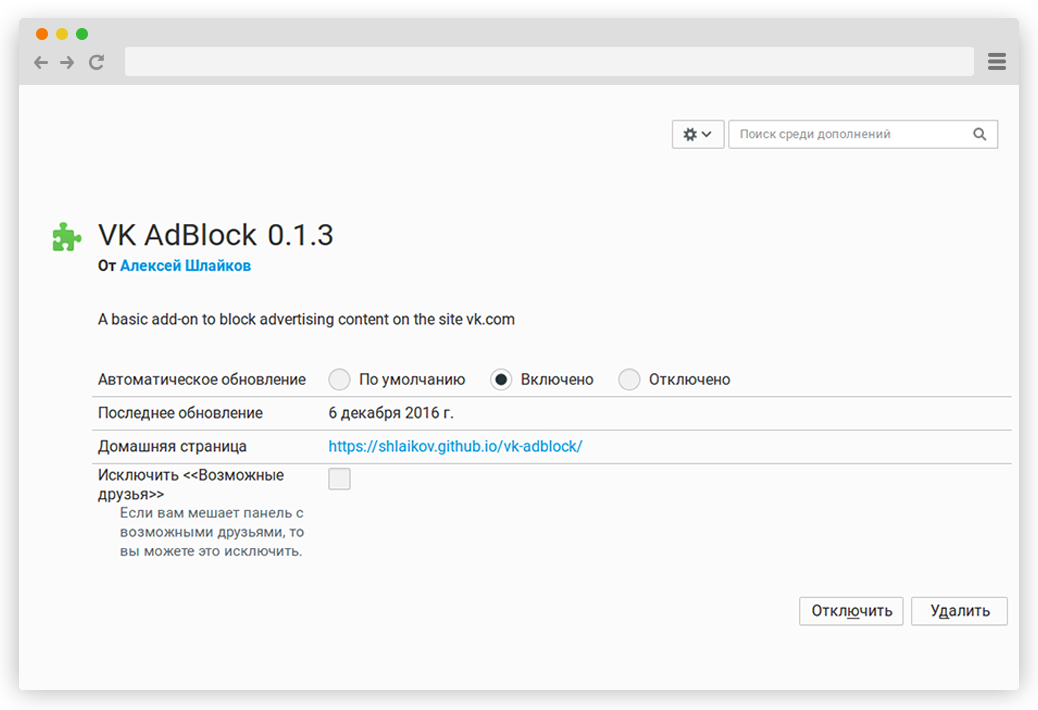 Поиск среди дополнений
VK AdBlock 0.1.3
От Алексей Шлайков
A basic add-on to block advertising content on the site vk.com
Автоматическое обновление По умолчанию Включено Отключено
Последнее обновление 6 декабря 2016 г.
Домашняя страница https://shlaikov.github.io/vk-adblock/
Исключить <<Возможные
друзья>>
Если вам мешает панель с
возможными друзьями, то
вы можете это исключить.
Отключить Удалить